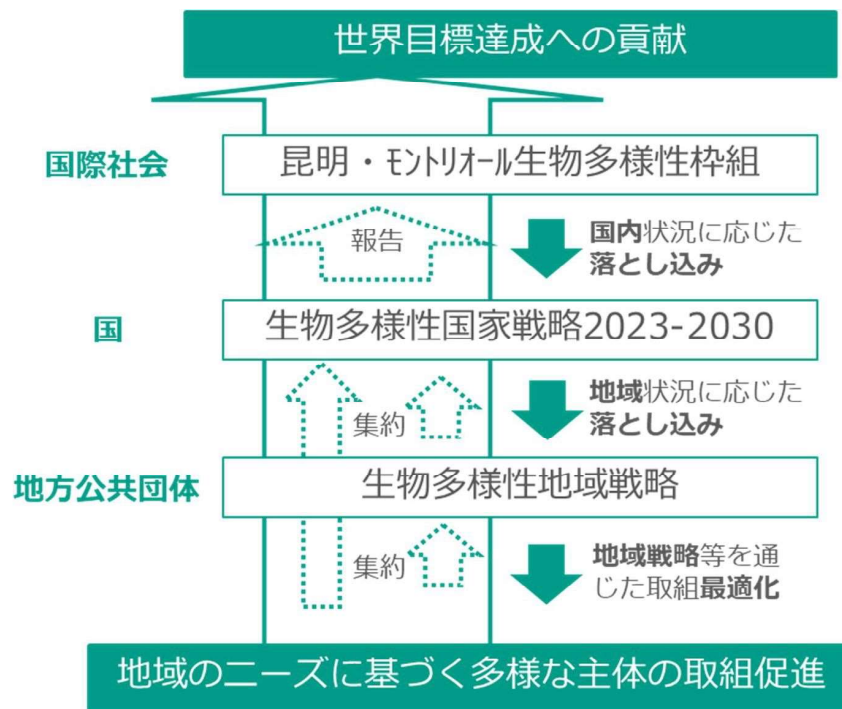 世界目標達成への貢献
国際社会
昆明・ﾓﾝﾄﾘｵｰﾙ生物多様性枠組
報告
国内状況に応じた
落とし込み
国
生物多様性国家戦略2023-2030
集約
地域状況に応じた
落とし込み
地方公共団体
生物多様性地域戦略
集約
地域戦略等を通
じた取組最適化
地域のニーズに基づく多様な主体の取組促進